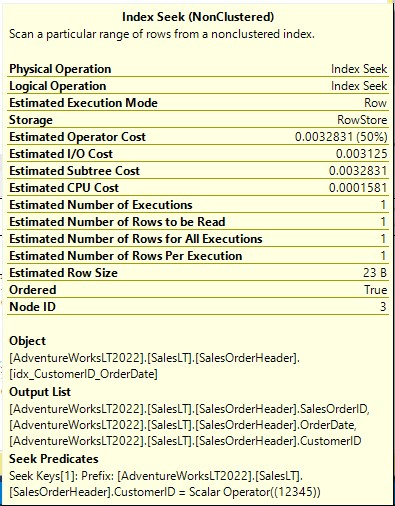 Index Seek (NonClustered)
Scan a particular range of rows from a nonclustered index.
Physical Operation Index Seek
Logical Operation Index Seek
Estimated Execution Mode Row
Storage RowStore
Estimated Operator Cost 0.0032831 (50%)
Estimated I/O Cost 0.003125
Estimated Subtree Cost 0.0032831
Estimated CPU Cost 0.0001581
Estimated Number of Executions 1
Estimated Number of Rows to be Read 1
Estimated Number of Rows for All Executions 1
Estimated Number of Rows Per Execution 1
Estimated Row Size 23 B
Ordered True
Node ID 3
Object
[AdventureWorksLT2022].[SalesLT].[SalesOrderHeader].
[idx_CustomerID_OrderDate]
Output List
[AdventureWorksLT2022].[SalesLT].[SalesOrderHeader].SalesOrderID,
[AdventureWorksLT2022].[SalesLT].[SalesOrderHeader].OrderDate,
[AdventureWorksLT2022].[SalesLT].[SalesOrderHeader].CustomerID
Seek Predicates
Seek Keys[1]: Prefix: [AdventureWorksLT2022].[SalesLT].
[SalesOrderHeader].CustomerID = Scalar Operator((12345))